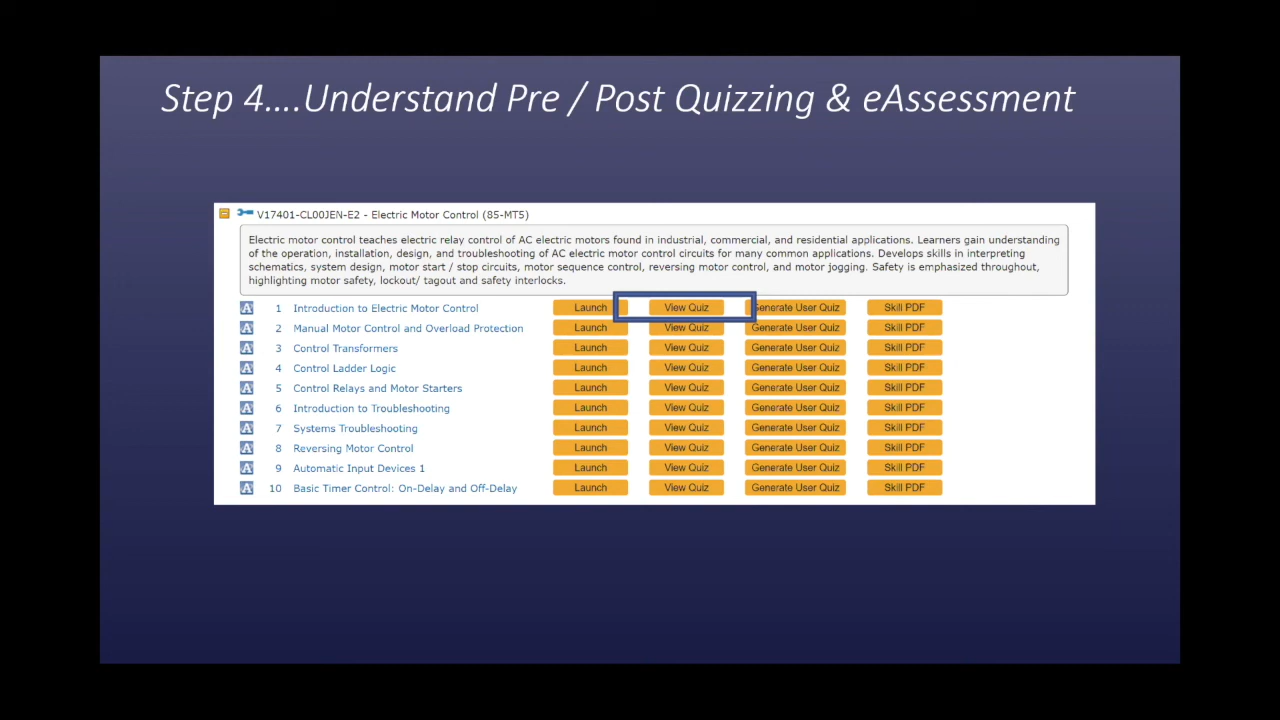 Step 4....Understand Pre / Post Quizzing & eAssessment
V17401-CL00JEN-E2 - Electric Motor Control (85-MT5)
Electric motor control teaches electric relay control of AC electric motors found in industrial, commercial, and residential applications. Learners gain understanding
of the operation, installation, design, and troubleshooting of AC electric motor control circuits for many common applications. Develops skills in interpreting
schematics, system design, motor start / stop circuits, motor sequence control, reversing motor control, and motor jogging. Safety is emphasized throughout,
highlighting motor safety, lockout/ tagout and safety interlocks.
1 Introduction to Electric Motor Control Launch View Quiz Generate User Quiz Skill PDF
2 Manual Motor Control and Overload Protection Launch View Quiz Generate User Quiz Skill PDF
3 Control Transformers Launch View Quiz Generate User Quiz Skill PDF
4 Control Ladder Logic Launch View Quiz Generate User Quiz Skill PDF
5 Control Relays and Motor Starters Launch View Quiz Generate User Quiz Skill PDF
6 Introduction to Troubleshooting Launch View Quiz Generate User Quiz Skill PDF
7 Systems Troubleshooting Launch View Quiz Generate User Quiz Skill PDF
8 Reversing Motor Control Launch View Quiz Generate User Quiz Skill PDF
9 Automatic Input Devices 1 Launch View Quiz Generate User Quiz Skill PDF
10 Basic Timer Control: On-Delay and Off-Delay Launch View Quiz Generate User Quiz Skill PDF